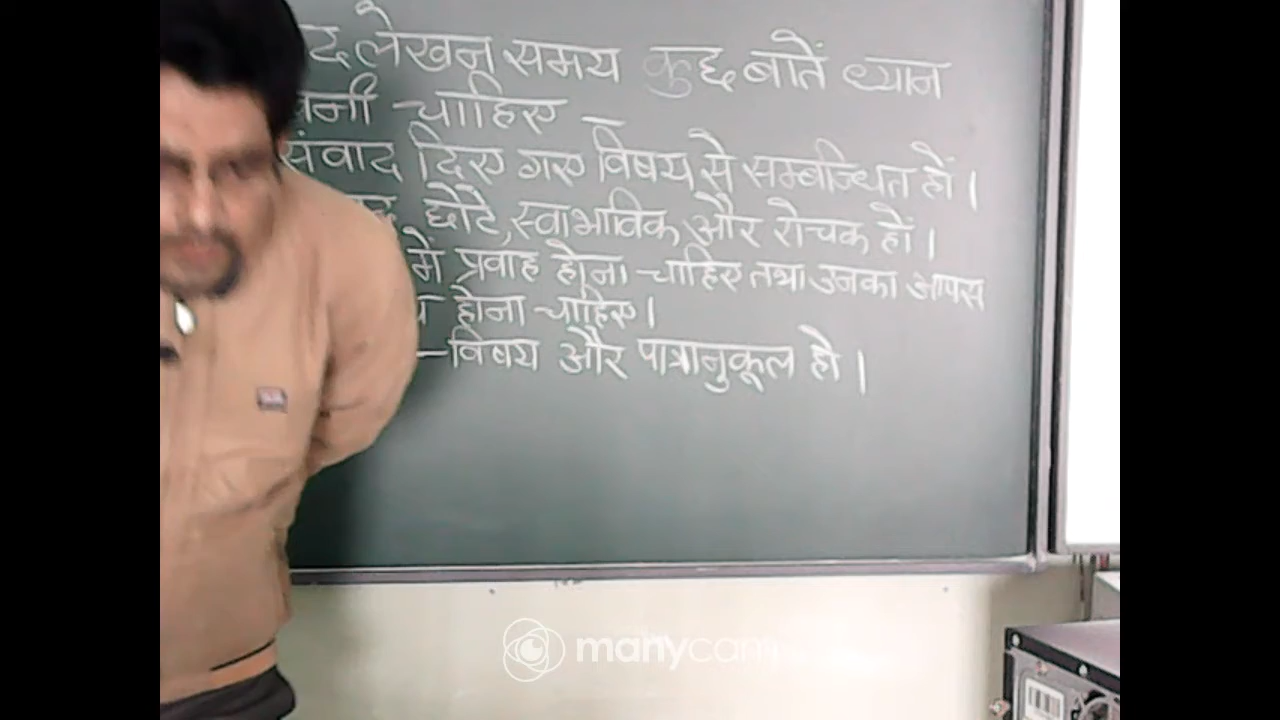 लेखन समय कुछ बातें ध्यान
चाहिए –
संवाद दिए गए विषय से सम्बन्धित हों।
छोटे, स्वाभाविक और रोचक हों।
में प्रवाह होना चाहिए तथा उनका आपस
होना चाहिए।
– विषय और पात्रानुकूल हो।
manycam